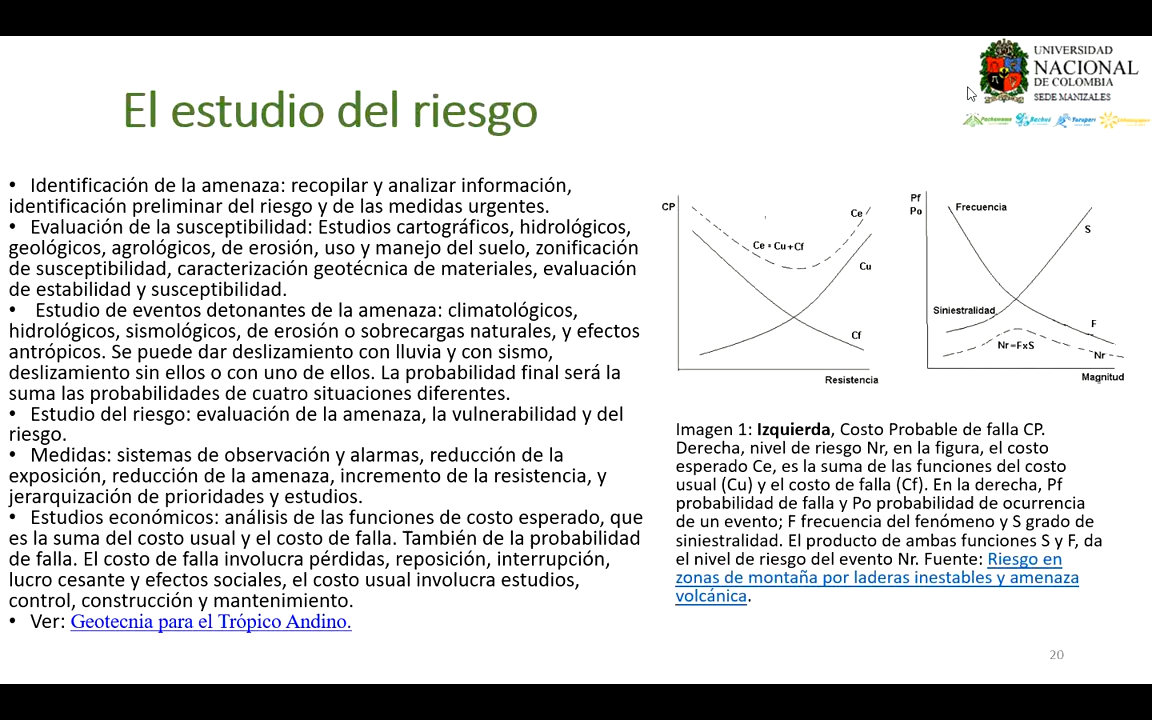 UNIVERSIDAD
NACIONAL
DE COLOMBIA
SEDE MANIZALES
El estudio del riesgo
• Identificación de la amenaza: recopilar y analizar información,
identificación preliminar del riesgo y de las medidas urgentes.
• Evaluación de la susceptibilidad: Estudios cartográficos, hidrológicos,
geológicos, agrológicos, de erosión, uso y manejo del suelo, zonificación
de susceptibilidad, caracterización geotécnica de materiales, evaluación
de estabilidad y susceptibilidad.
• Estudio de eventos detonantes de la amenaza: climatológicos,
hidrológicos, sismológicos, de erosión o sobrecargas naturales, y efectos
antrópicos. Se puede dar deslizamiento con lluvia y con sismo,
deslizamiento sin ellos o con uno de ellos. La probabilidad final será la
suma las probabilidades de cuatro situaciones diferentes.
• Estudio del riesgo: evaluación de la amenaza, la vulnerabilidad y del
riesgo.
• Medidas: sistemas de observación y alarmas, reducción de la
exposición, reducción de la amenaza, incremento de la resistencia, y
jerarquización de prioridades y estudios.
• Estudios económicos: análisis de las funciones de costo esperado, que
es la suma del costo usual y el costo de falla. También de la probabilidad
de falla. El costo de falla involucra pérdidas, reposición, interrupción,
lucro cesante y efectos sociales, el costo usual involucra estudios,
control, construcción y mantenimiento.
• Ver: Geotecnia para el Trópico Andino.
CP
Ce
Ce = Cu + Cf
Cu
Cf
Resistencia
Pf
Po
Frecuencia
S
Siniestralidad
F
Nr=FxS
Nr
Magnitud
Imagen 1: Izquierda, Costo Probable de falla CP.
Derecha, nivel de riesgo Nr, en la figura, el costo
esperado Ce, es la suma de las funciones del costo
usual (Cu) y el costo de falla (Cf). En la derecha, Pf
probabilidad de falla y Po probabilidad de ocurrencia
de un evento; F frecuencia del fenómeno y S grado de
siniestralidad. El producto de ambas funciones S y F, da
el nivel de riesgo del evento Nr. Fuente: Riesgo en
zonas de montaña por laderas inestables y amenaza
volcánica.
20